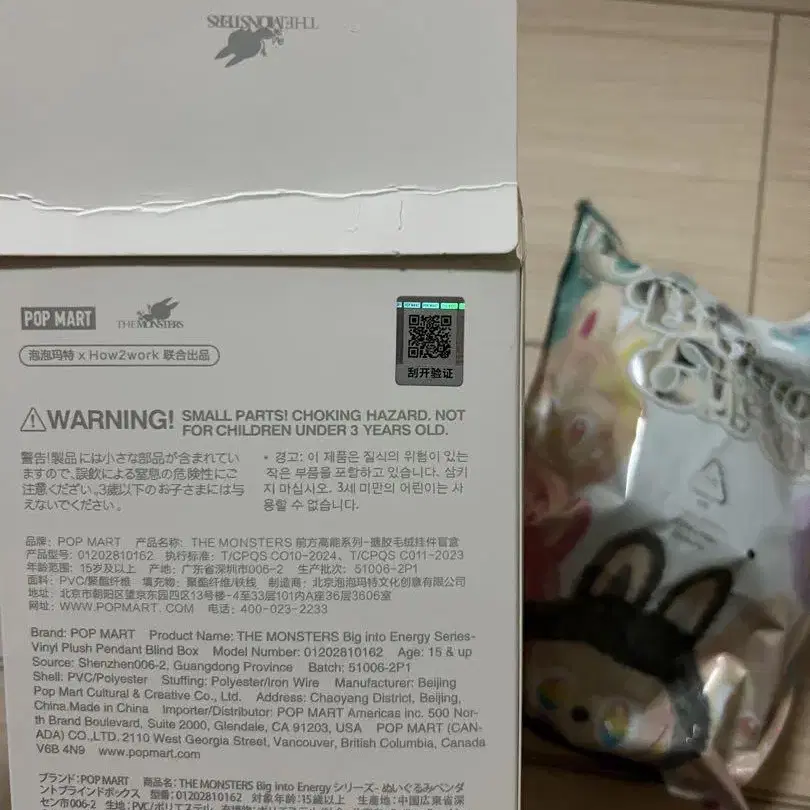 THE MONSTERS
POP MART
THE MONSTERS
泡泡玛特 x How2work 联合出品
POP MART POP MART POP MART
刮开验证
WARNING! SMALL PARTS! CHOKING HAZARD. NOT
FOR CHILDREN UNDER 3 YEARS OLD.
警告!製品には小さな部品が含まれてい
ますので、誤飲による窒息の危険性にご
注意ください。3歳以下のお子さまには与
えないでください。
• 경고: 이 제품은 질식의 위험이 있는
작은 부품을 포함하고 있습니다. 삼키
지 마십시오. 3세 미만의 어린이는 사
용할 수 없습니다.
品牌: POP MART 产品名称: THE MONSTERS 前方高能系列-搪胶毛绒挂件盲盒
产品型号: 01202810162 执行标准: T/CPQS C010-2024、T/CPQS C011-2023
年龄范围: 15岁及以上 产地: 广东省深圳市006-2 生产批次: 51006-2P1
面料: PVC/聚酯纤维 填充物: 聚酯纤维/铁线 制造商: 北京泡泡玛特文化创意有限公司
地址: 北京市朝阳区望京东园四区13号楼-4至33层101内A座36层3606室
网址: WWW.POPMART.COM 电话: 400-023-2233
Brand: POP MART Product Name: THE MONSTERS Big into Energy Series-
Vinyl Plush Pendant Blind Box Model Number: 01202810162 Age: 15 & up
Source: Shenzhen006-2, Guangdong Province Batch: 51006-2P1
Shell: PVC/Polyester Stuffing: Polyester/Iron Wire Manufacturer: Beijing
Pop Mart Cultural & Creative Co., Ltd. Address: Chaoyang District, Beijing,
China.Made in China Importer/Distributor: POP MART Americas inc. 500 Nor-
th Brand Boulevard, Suite 2000, Glendale, CA 91203, USA POP MART (CAN-
ADA) CO.,LTD. 2110 West Georgia Street, Vancouver, British Columbia, Canada
V6B 4N9 www.popmart.com
ブランド: POP MART 商品名: THE MONSTERS Big into Energy シリーズ- ぬいぐるみペンダ
ントブラインドボックス 型番: 01202810162 対象年齢:15歳以上 生産地: 中国広東省深
セン市006-2 生地: PVC/ポリエステル